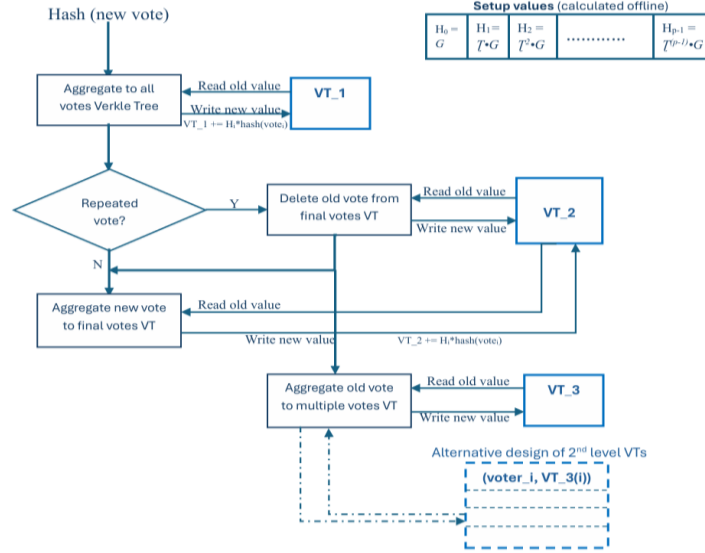 Hash (new vote)
Setup values (calculated offline)
H₀ =
G
H₁=
T•G
H₂ =
T²•G
............
Hₚ₋₁ =
T⁽ᵖ⁻¹⁾•G
Aggregate to all
votes Verkle Tree
Read old value
Write new value
VT_1 += Hᵢ*hash(voteᵢ)
VT_1
Repeated
vote?
Y
Delete old vote from
final votes VT
Read old value
Write new value
VT_2
N
Aggregate new vote
to final votes VT
Read old value
Write new value
VT_2 += Hᵢ*hash(voteᵢ)
Aggregate old vote
to multiple votes VT
Read old value
Write new value
VT_3
Alternative design of 2ⁿᵈ level VTs
(voter_i, VT_3(i))